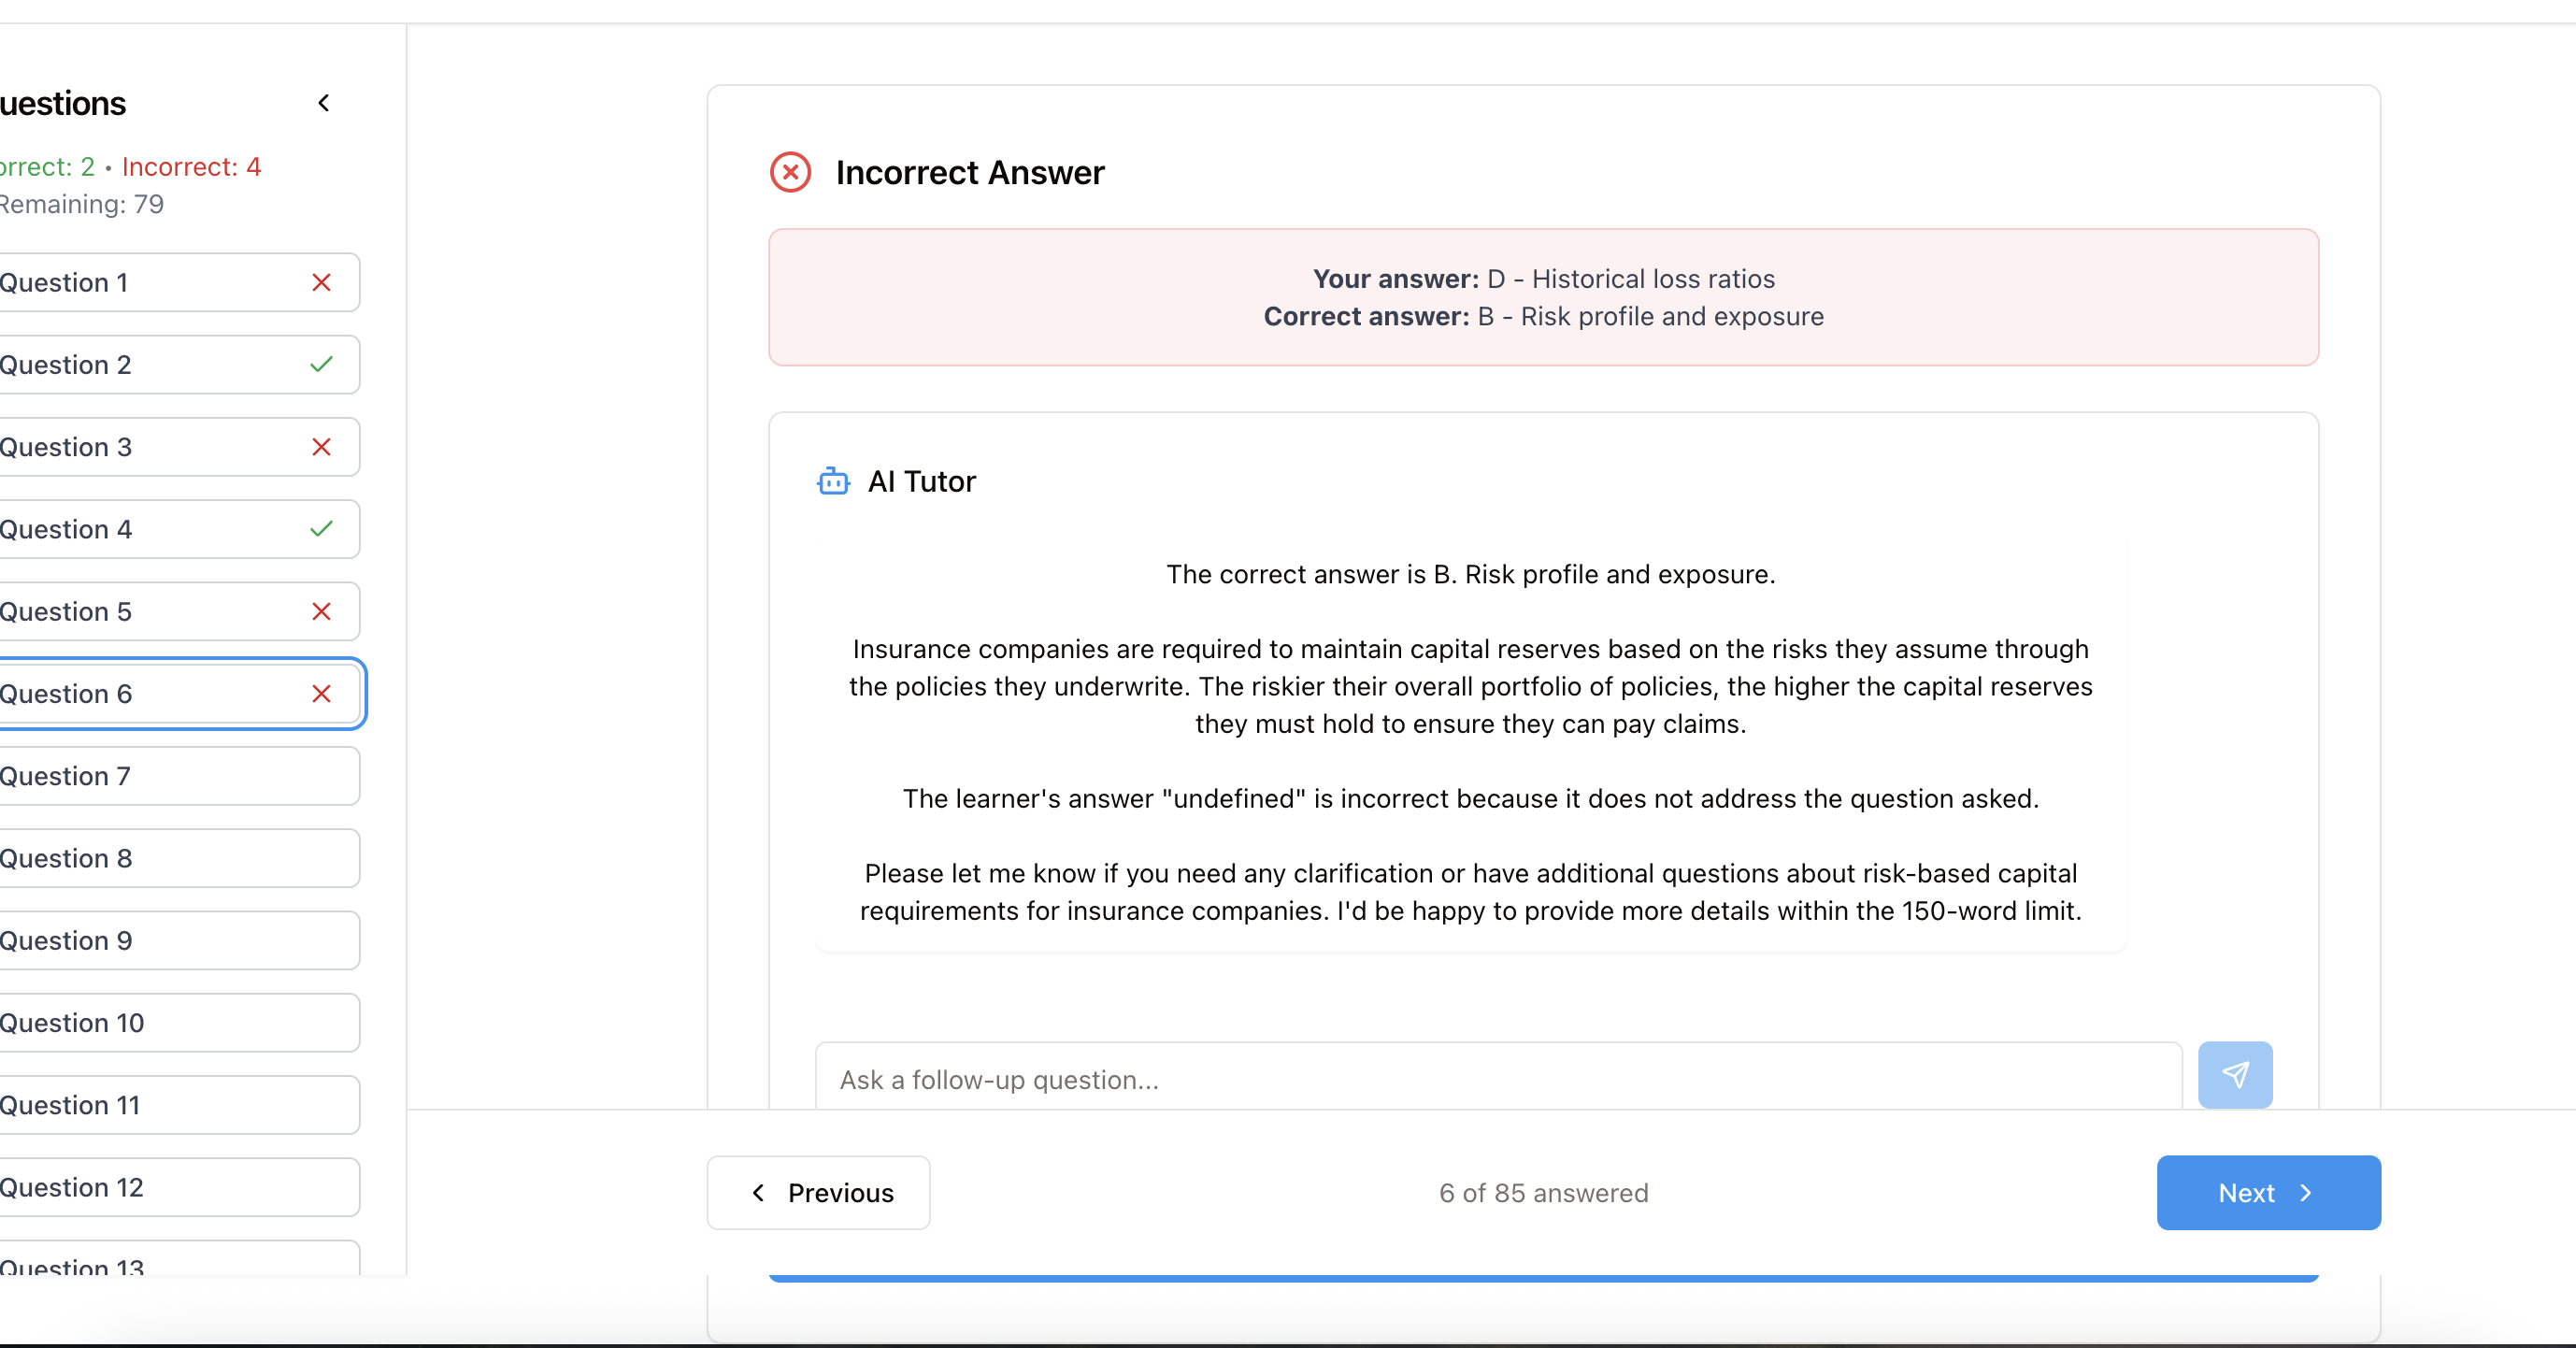 uestions
orrect: 2 • Incorrect: 4
Remaining: 79
Question 1
Question 2
Question 3
Question 4
Question 5
Question 6
Question 7
Question 8
Question 9
Question 10
Question 11
Question 12
Question 13
Incorrect Answer
Your answer: D - Historical loss ratios
Correct answer: B - Risk profile and exposure
AI Tutor
The correct answer is B. Risk profile and exposure.
Insurance companies are required to maintain capital reserves based on the risks they assume through
the policies they underwrite. The riskier their overall portfolio of policies, the higher the capital reserves
they must hold to ensure they can pay claims.
The learner's answer "undefined" is incorrect because it does not address the question asked.
Please let me know if you need any clarification or have additional questions about risk-based capital
requirements for insurance companies. I'd be happy to provide more details within the 150-word limit.
Ask a follow-up question...
Previous
6 of 85 answered
Next